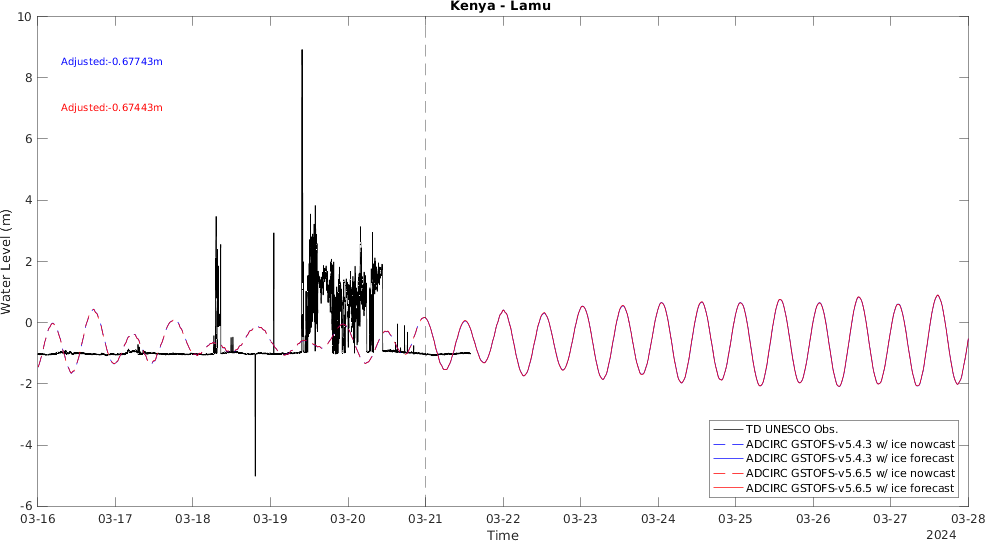 Kenya - Lamu
10
8
6
4
2
0
-2
-4
-6
Water Level (m)
Adjusted:-0.67743m
Adjusted:-0.67443m
TD UNESCO Obs.
ADCIRC GSTOFS-v5.4.3 w/ ice nowcast
ADCIRC GSTOFS-v5.4.3 w/ ice forecast
ADCIRC GSTOFS-v5.6.5 w/ ice nowcast
ADCIRC GSTOFS-v5.6.5 w/ ice forecast
03-16 03-17 03-18 03-19 03-20 03-21 03-22 03-23 03-24 03-25 03-26 03-27 03-28
Time
2024